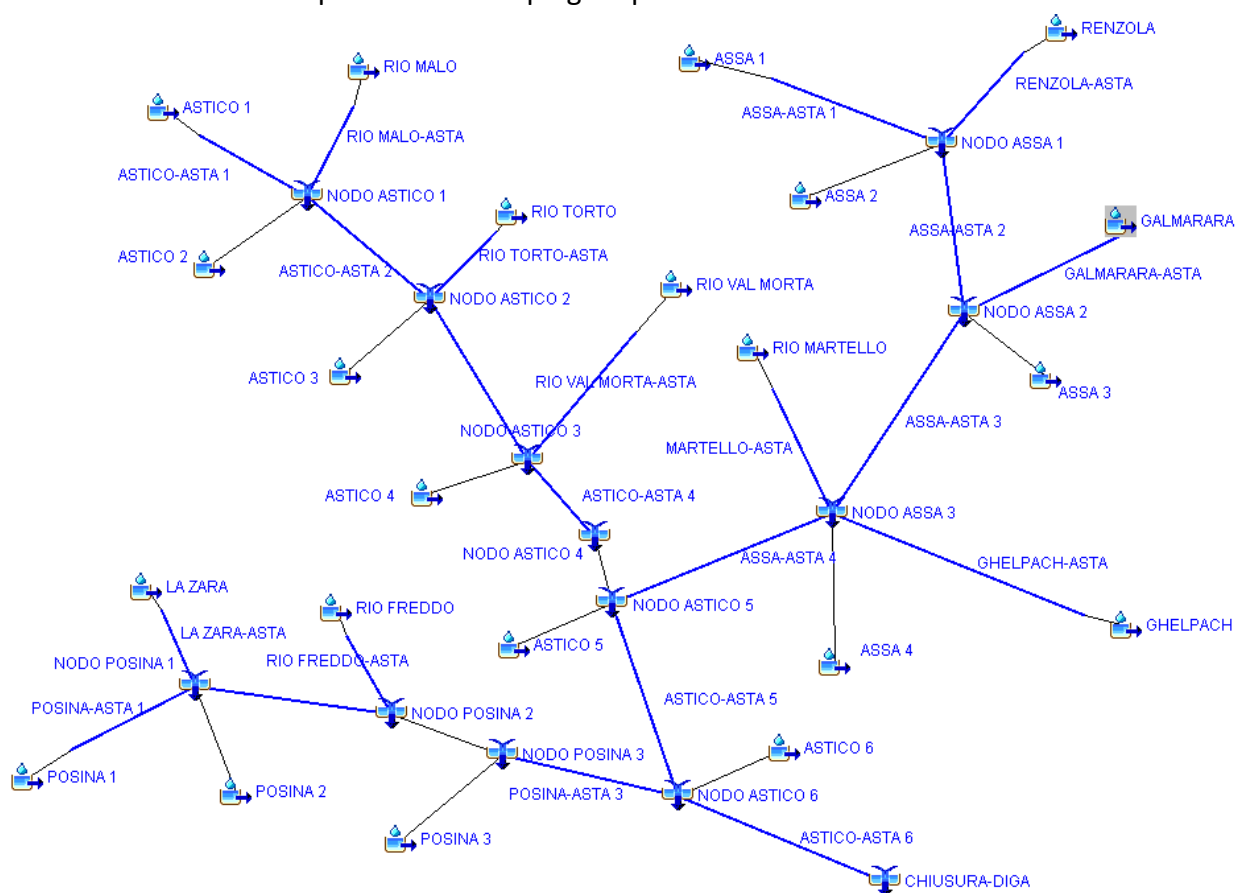 RENZOLA
ASSA 1
RIO MALO
RENZOLA-ASTA
ASTICO 1
ASSA-ASTA 1
RIO MALO-ASTA
NODO ASSA 1
ASTICO-ASTA 1
NODO ASTICO 1
ASSA 2
RIO TORTO
GALMARARA
ASSA-ASTA 2
ASTICO 2
RIO TORTO-ASTA
ASTICO-ASTA 2
GALMARARA-ASTA
RIO VAL MORTA
NODO ASTICO 2
NODO ASSA 2
RIO MARTELLO
ASTICO 3
RIO VAL MORTA-ASTA
ASSA 3
ASSA-ASTA 3
NODO ASTICO 3
MARTELLO-ASTA
ASTICO 4
ASTICO-ASTA 4
NODO ASSA 3
NODO ASTICO 4
ASSA-ASTA 4
GHELPACH-ASTA
LA ZARA
RIO FREDDO
NODO ASTICO 5
GHELPACH
LA ZARA-ASTA
ASTICO 5
ASSA 4
NODO POSINA 1
RIO FREDDO-ASTA
ASTICO-ASTA 5
POSINA-ASTA 1
NODO POSINA 2
ASTICO 6
NODO POSINA 3
POSINA 1
POSINA 2
POSINA-ASTA 3
NODO ASTICO 6
POSINA 3
ASTICO-ASTA 6
CHIUSURA-DIGA